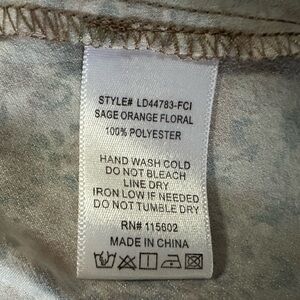 STYLE# LD44783-FCI
SAGE ORANGE FLORAL
100% POLYESTER
HAND WASH COLD
DO NOT BLEACH
LINE DRY
IRON LOW IF NEEDED
DO NOT TUMBLE DRY
RN# 115602
MADE IN CHINA